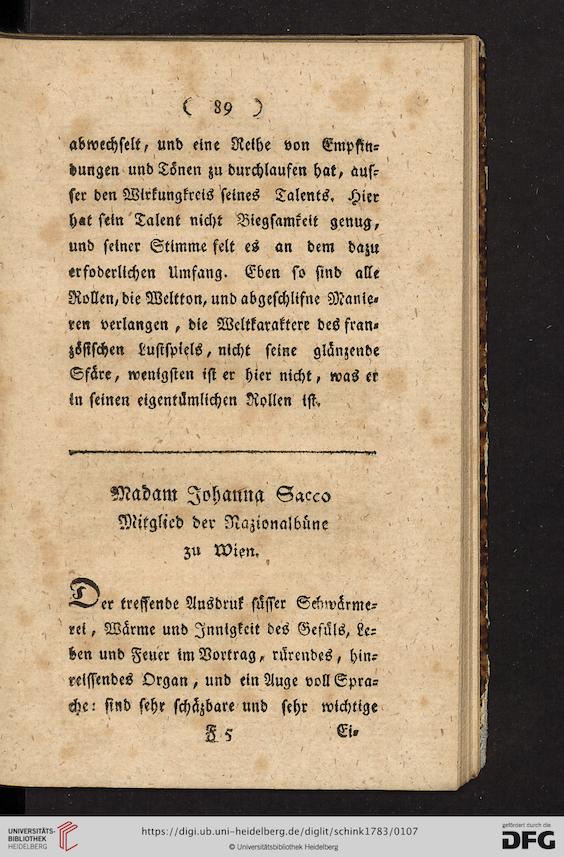 ( 89 )
abwechselt, und eine Reihe von Empfin-
dungen und Tönen zu durchlaufen hat, aus-
ser den Wirkungkreis seines Talents. Hier
hat sein Talent nicht Biegsamkeit genug,
und seiner Stimme felt es an dem dazu
erfoderlichen Umfang. Eben so sind alle
Rollen, die Weltton, und abgeschlifne Manie-
ren verlangen, die Weltkaraktere des fran-
zösischen Lustspiels, nicht seine glänzende
Sfäre, wenigsten ist er hier nicht, was er
in seinen eigentümlichen Rollen ist.
Madam Johanna Sacco
Mitglied der Nazionalbüne
zu Wien.
Der treffende Ausdruk süsser Schwärme-
rei, Wärme und Innigkeit des Gefüls, Le-
ben und Feuer im Vortrag, rürendes, hin-
reissendes Organ, und ein Auge voll Spra-
che: sind sehr schäzbare und sehr wichtige
F 5 Ei-
UNIVERSITÄTS-
BIBLIOTHEK
HEIDELBERG
https://digi.ub.uni-heidelberg.de/diglit/schink1783/0107
© Universitätsbibliothek Heidelberg
gefördert durch die
DFG